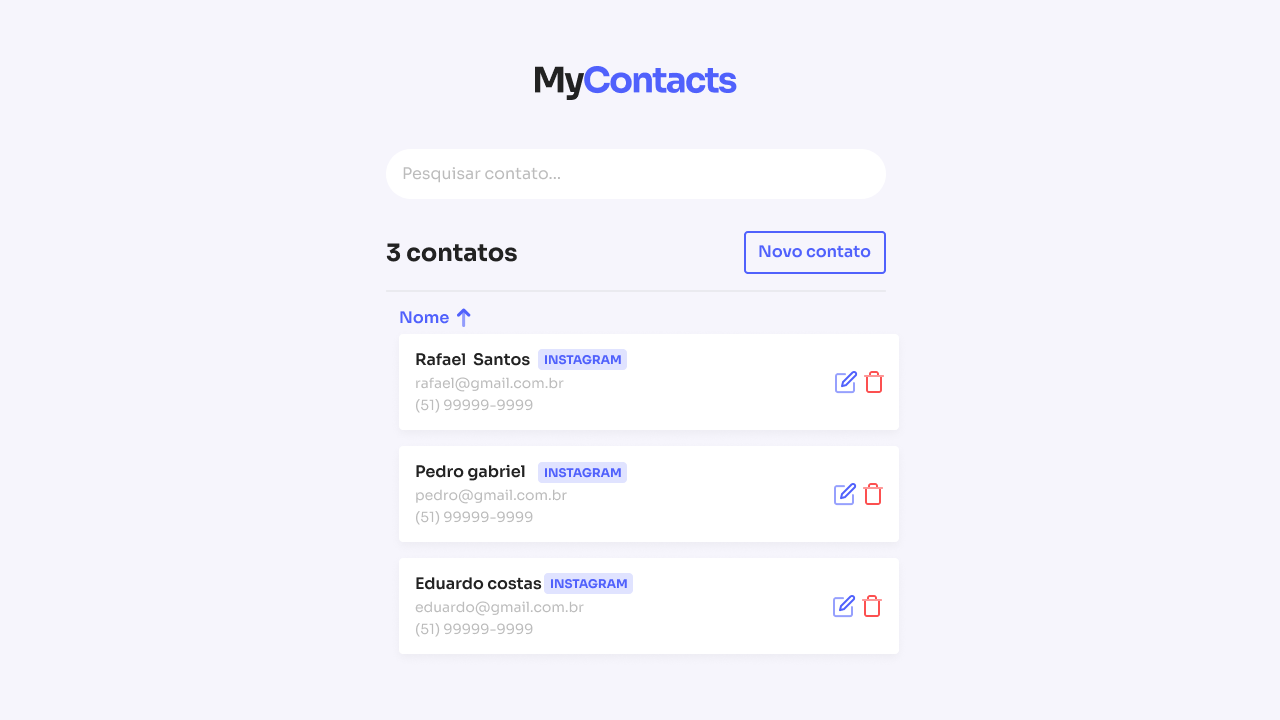 MyContacts
Pesquisar contato...
3 contatos Novo contato
Nome
Rafael Santos INSTAGRAM
rafael@gmail.com.br
(51) 99999-9999
Pedro gabriel INSTAGRAM
pedro@gmail.com.br
(51) 99999-9999
Eduardo costas INSTAGRAM
eduardo@gmail.com.br
(51) 99999-9999